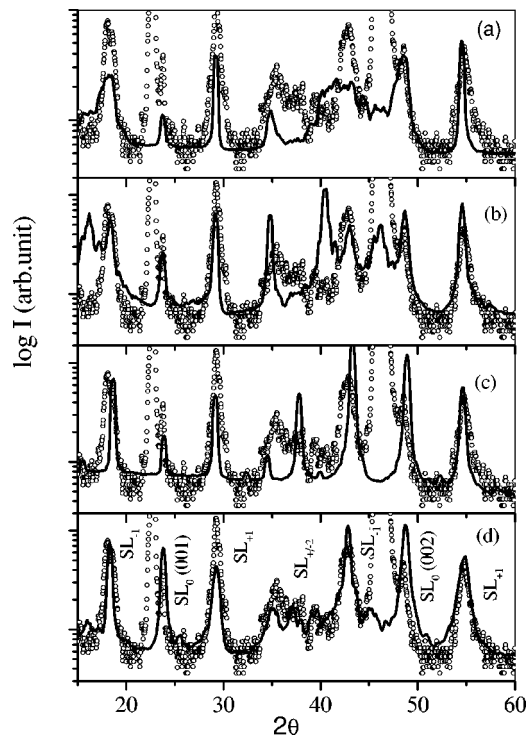 (a)
(b)
(c)
(d)
log I (arb.unit)
SL-1
SL0 (001)
SL+1
SL+/-2
SL-1
SL0 (002)
SL+1
20 30 40 50 60
2θ